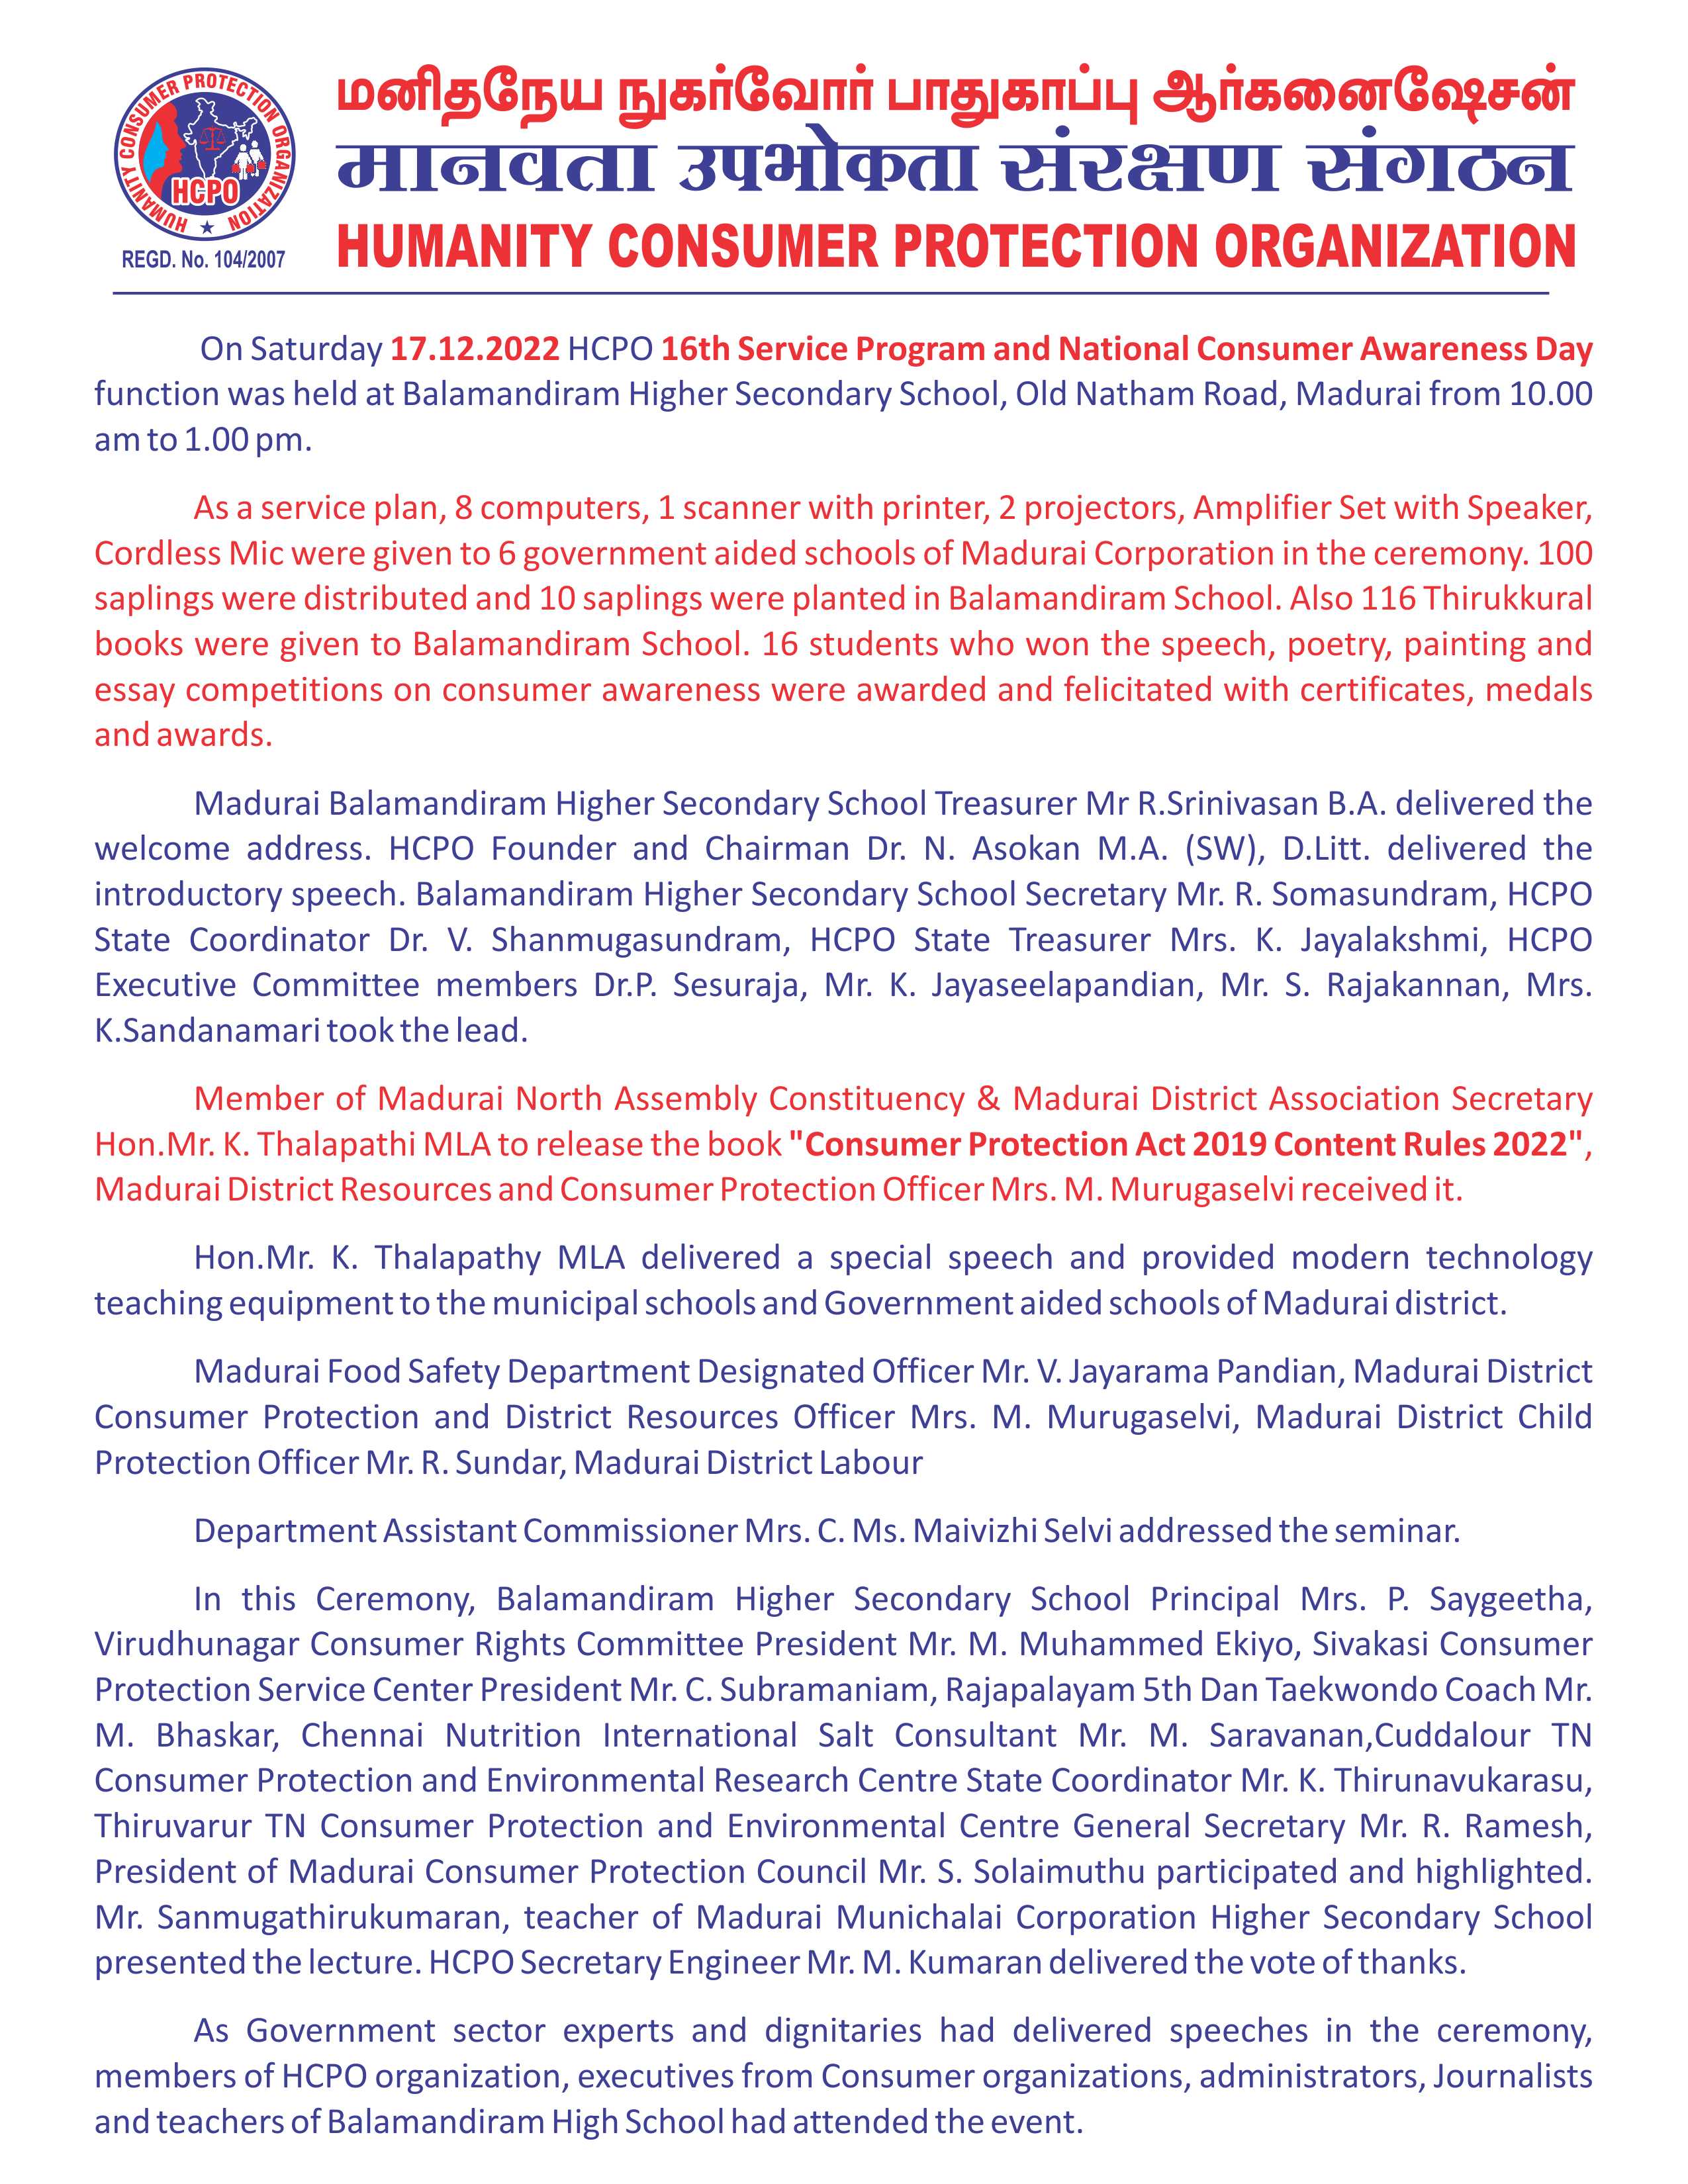 HUMANITY CONSUMER PROTECTION ORGANIZATION
HCPO
REGD. No. 104/2007
மனிதநேய நுகர்வோர் பாதுகாப்பு ஆர்கனைஷேசன்
मानवता उपभोकता संरक्षण संगठन
HUMANITY CONSUMER PROTECTION ORGANIZATION
On Saturday 17.12.2022 HCPO 16th Service Program and National Consumer Awareness Day
function was held at Balamandiram Higher Secondary School, Old Natham Road, Madurai from 10.00
am to 1.00 pm.
As a service plan, 8 computers, 1 scanner with printer, 2 projectors, Amplifier Set with Speaker,
Cordless Mic were given to 6 government aided schools of Madurai Corporation in the ceremony. 100
saplings were distributed and 10 saplings were planted in Balamandiram School. Also 116 Thirukkural
books were given to Balamandiram School. 16 students who won the speech, poetry, painting and
essay competitions on consumer awareness were awarded and felicitated with certificates, medals
and awards.
Madurai Balamandiram Higher Secondary School Treasurer Mr R.Srinivasan B.A. delivered the
welcome address. HCPO Founder and Chairman Dr. N. Asokan M.A. (SW), D.Litt. delivered the
introductory speech. Balamandiram Higher Secondary School Secretary Mr. R. Somasundram, HCPO
State Coordinator Dr. V. Shanmugasundram, HCPO State Treasurer Mrs. K. Jayalakshmi, HCPO
Executive Committee members Dr.P. Sesuraja, Mr. K. Jayaseelapandian, Mr. S. Rajakannan, Mrs.
K.Sandanamari took the lead.
Member of Madurai North Assembly Constituency & Madurai District Association Secretary
Hon.Mr. K. Thalapathi MLA to release the book "Consumer Protection Act 2019 Content Rules 2022",
Madurai District Resources and Consumer Protection Officer Mrs. M. Murugaselvi received it.
Hon.Mr. K. Thalapathy MLA delivered a special speech and provided modern technology
teaching equipment to the municipal schools and Government aided schools of Madurai district.
Madurai Food Safety Department Designated Officer Mr. V. Jayarama Pandian, Madurai District
Consumer Protection and District Resources Officer Mrs. M. Murugaselvi, Madurai District Child
Protection Officer Mr. R. Sundar, Madurai District Labour
Department Assistant Commissioner Mrs. C. Ms. Maivizhi Selvi addressed the seminar.
In this Ceremony, Balamandiram Higher Secondary School Principal Mrs. P. Saygeetha,
Virudhunagar Consumer Rights Committee President Mr. M. Muhammed Ekiyo, Sivakasi Consumer
Protection Service Center President Mr. C. Subramaniam, Rajapalayam 5th Dan Taekwondo Coach Mr.
M. Bhaskar, Chennai Nutrition International Salt Consultant Mr. M. Saravanan,Cuddalour TN
Consumer Protection and Environmental Research Centre State Coordinator Mr. K. Thirunavukarasu,
Thiruvarur TN Consumer Protection and Environmental Centre General Secretary Mr. R. Ramesh,
President of Madurai Consumer Protection Council Mr. S. Solaimuthu participated and highlighted.
Mr. Sanmugathirukumaran, teacher of Madurai Munichalai Corporation Higher Secondary School
presented the lecture. HCPO Secretary Engineer Mr. M. Kumaran delivered the vote of thanks.
As Government sector experts and dignitaries had delivered speeches in the ceremony,
members of HCPO organization, executives from Consumer organizations, administrators, Journalists
and teachers of Balamandiram High School had attended the event.